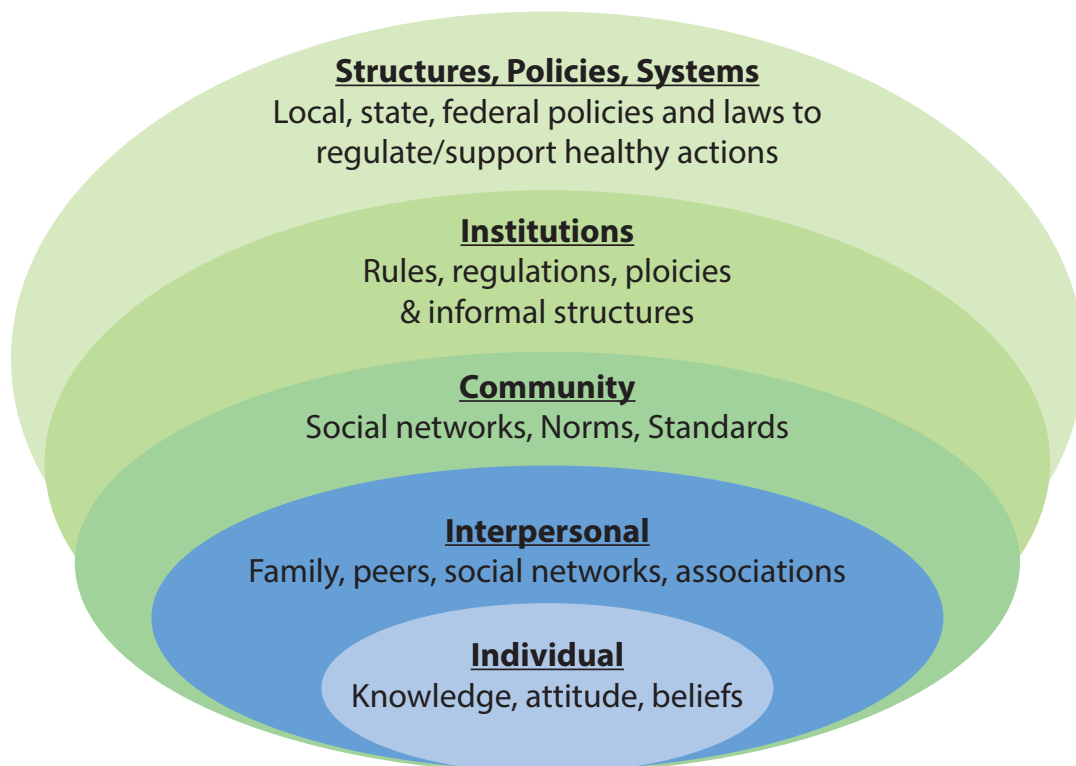 Structures, Policies, Systems
Local, state, federal policies and laws to
regulate/support healthy actions
Institutions
Rules, regulations, ploicies
& informal structures
Community
Social networks, Norms, Standards
Interpersonal
Family, peers, social networks, associations
Individual
Knowledge, attitude, beliefs